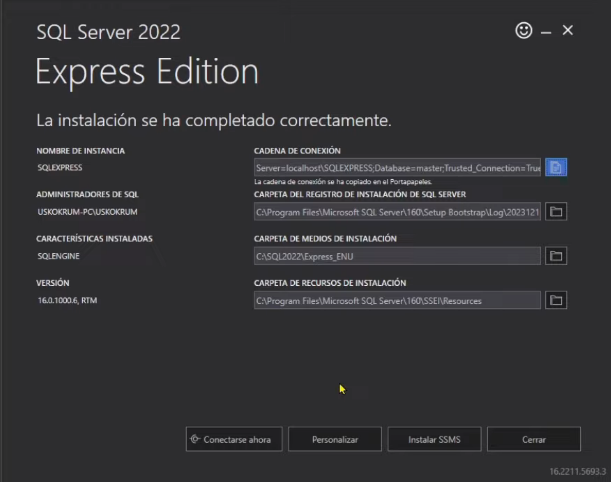 SQL Server 2022
Express Edition
La instalación se ha completado correctamente.
NOMBRE DE INSTANCIA
SQLEXPRESS
CADENA DE CONEXIÓN
Server=localhost\SQLEXPRESS;Database=master;Trusted_Connection=True
La cadena de conexión se ha copiado en el Portapapeles.
ADMINISTRADORES DE SQL
USKOKRUM-PC\USKOKRUM
CARPETA DEL REGISTRO DE INSTALACIÓN DE SQL SERVER
C:\Program Files\Microsoft SQL Server\160\Setup Bootstrap\Log\2023121
CARACTERÍSTICAS INSTALADAS
SQLENGINE
CARPETA DE MEDIOS DE INSTALACIÓN
C:\SQL2022\Express_ENU
VERSIÓN
16.0.1000.6, RTM
CARPETA DE RECURSOS DE INSTALACIÓN
C:\Program Files\Microsoft SQL Server\160\SSEI\Resources
Conectarse ahora
Personalizar
Instalar SSMS
Cerrar
16.2211.5693.3